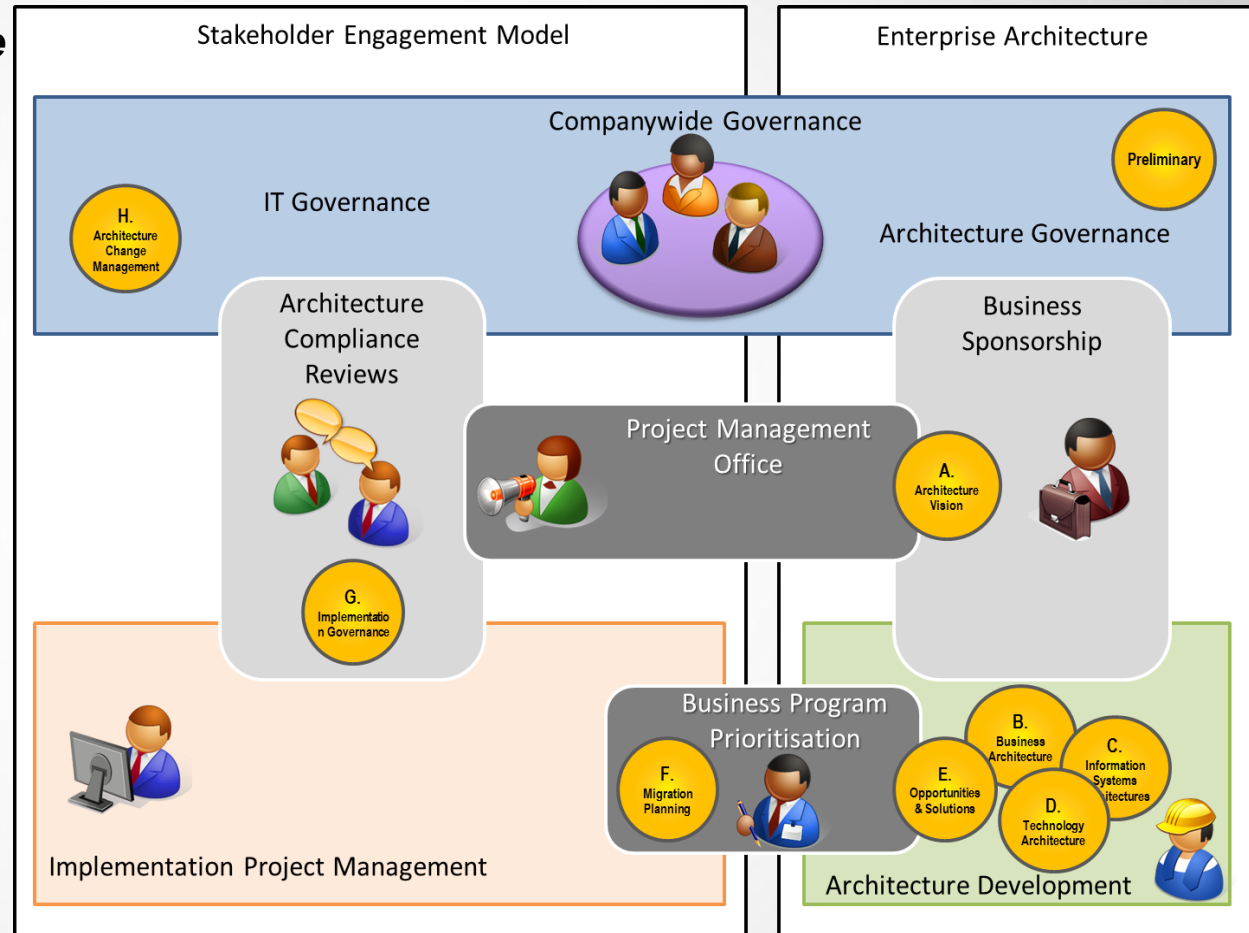 e
Stakeholder Engagement Model
Enterprise Architecture
Companywide Governance
Preliminary
IT Governance
H.
Architecture
Change
Management
Architecture Governance
Architecture
Compliance
Reviews
Business
Sponsorship
Project Management
Office
A.
Architecture
Vision
G.
Implementatio
n Governance
Business Program
Prioritisation
F.
Migration
Planning
E.
Opportunities
& Solutions
B.
Business
Architecture
C.
Information
Systems
itectures
D.
Technology
Architecture
Implementation Project Management
Architecture Development